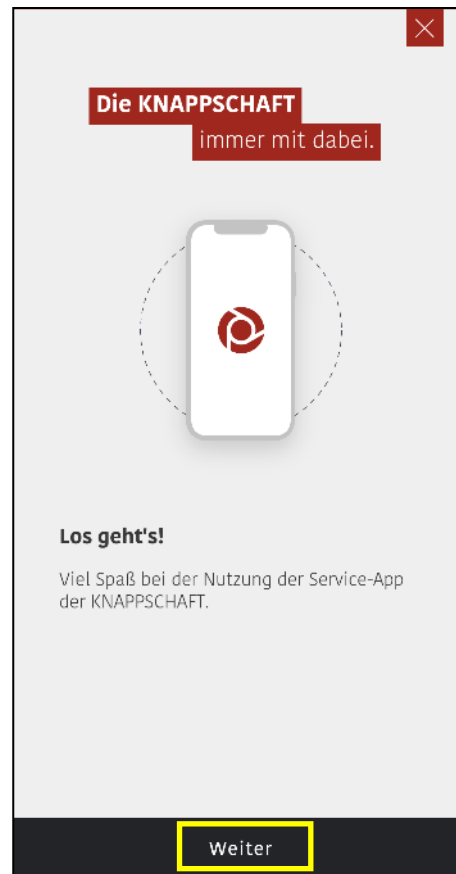 Die KNAPPSCHAFT
immer mit dabei.
Los geht's!
Viel Spaß bei der Nutzung der Service-App
der KNAPPSCHAFT.
Weiter